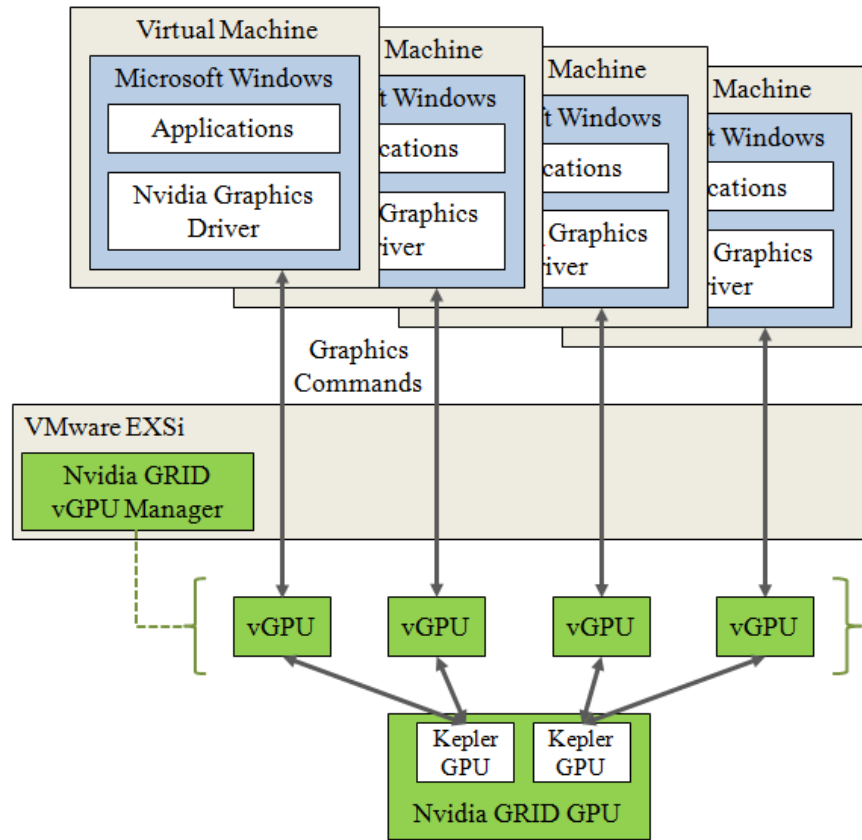 Virtual Machine
Microsoft Windows
Applications
Nvidia Graphics
Driver
Machine
t Windows
cations
Graphics
river
Machine
ft Windows
cations
Graphics
river
Machine
ft Windows
cations
Graphics
river
Graphics
Commands
VMware EXSi
Nvidia GRID
vGPU Manager
vGPU
vGPU
vGPU
vGPU
Kepler
GPU
Kepler
GPU
Nvidia GRID GPU